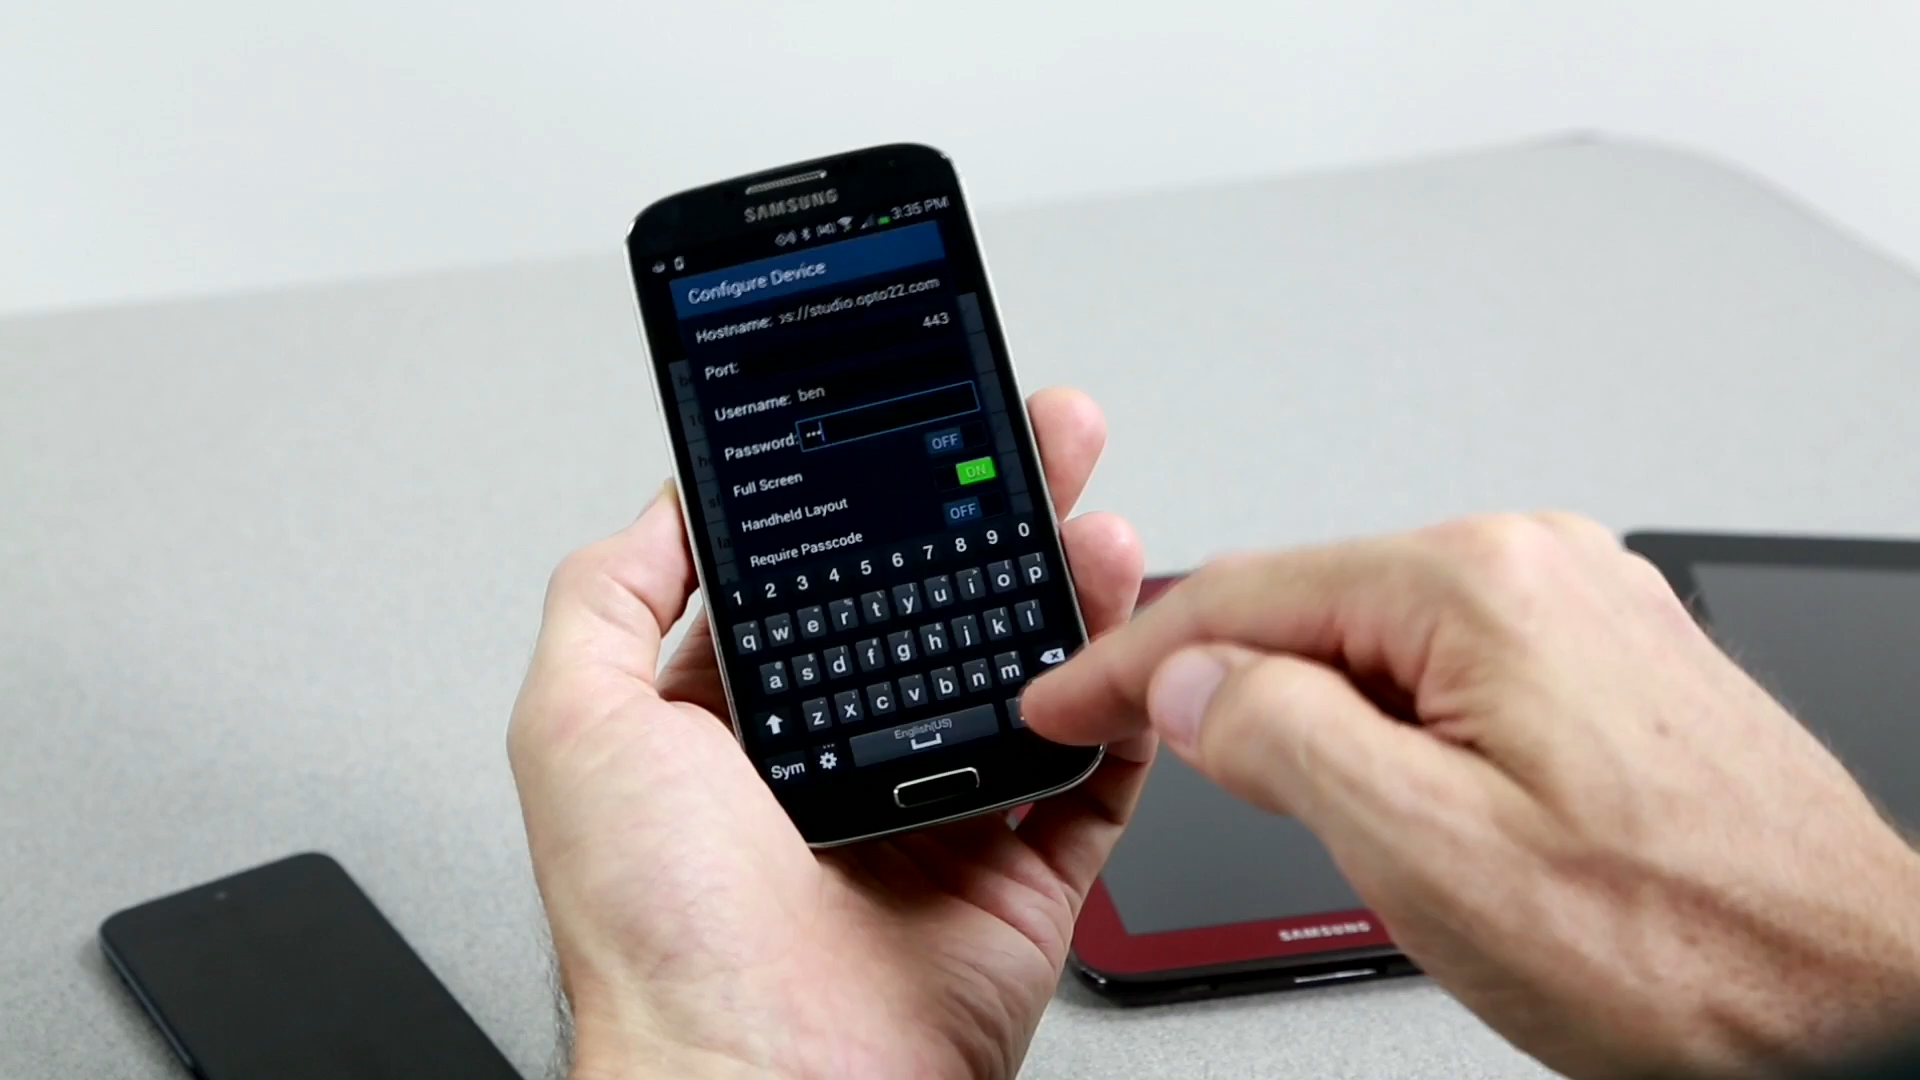 SAMSUNG
3:35 PM
Configure Device
Hostname: ps://studio.opto22.com
Port: 443
Username: ben
Password: •••
Full Screen OFF
Handheld Layout ON
Require Passcode OFF
1 2 3 4 5 6 7 8 9 0
q w e r t y u i o p
a s d f g h j k l
z x c v b n m
Sym English(US)
SAMSUNG